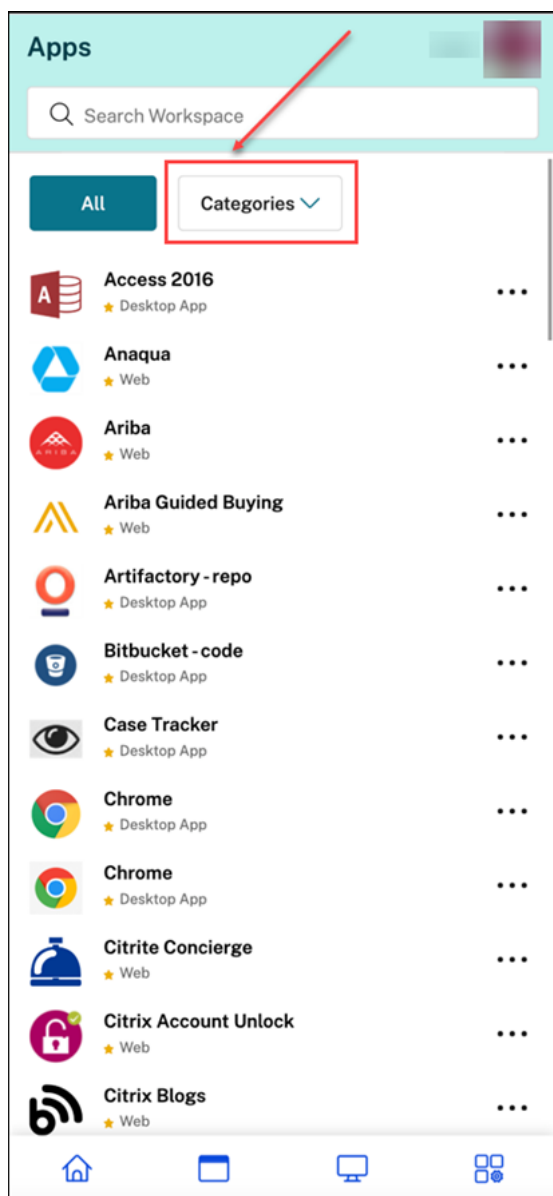 Apps
Search Workspace
All
Categories
Access 2016
Desktop App
Anaqua
Web
Ariba
Web
ARIBA
Ariba Guided Buying
Web
Artifactory - repo
Desktop App
Bitbucket - code
Desktop App
Case Tracker
Desktop App
Chrome
Desktop App
Chrome
Desktop App
Citrite Concierge
Web
Citrix Account Unlock
Web
Citrix Blogs
Web